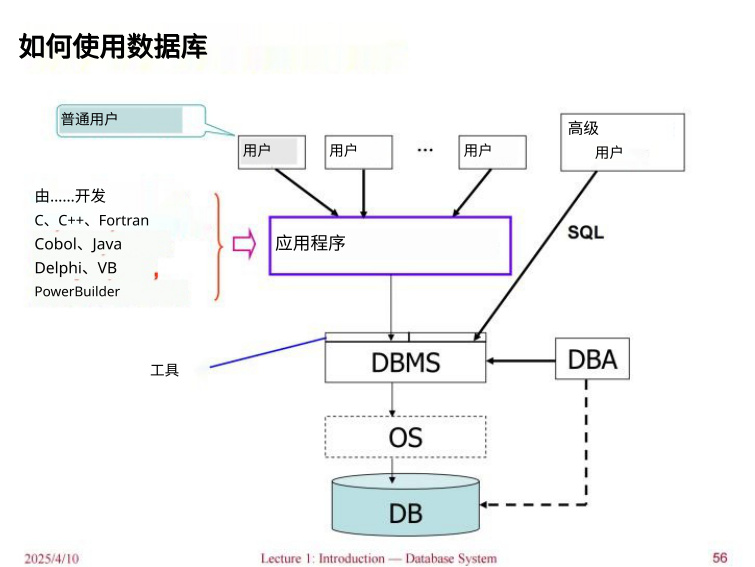 如何使用数据库
普通用户
用户
用户
...
用户
高级
用户
由......开发
C、C++、Fortran
Cobol、Java
Delphi、VB ,
PowerBuilder
应用程序
SQL
工具
DBMS
DBA
OS
DB
2025/4/10
Lecture 1: Introduction — Database System
56